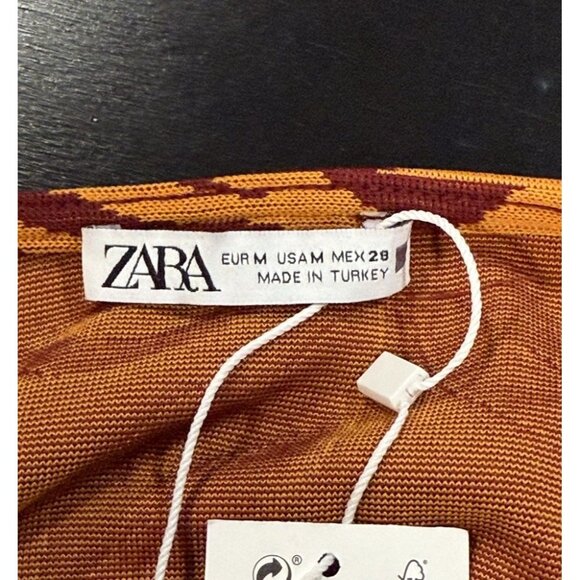 ZARA
EUR M USA M MEX 28
MADE IN TURKEY
®